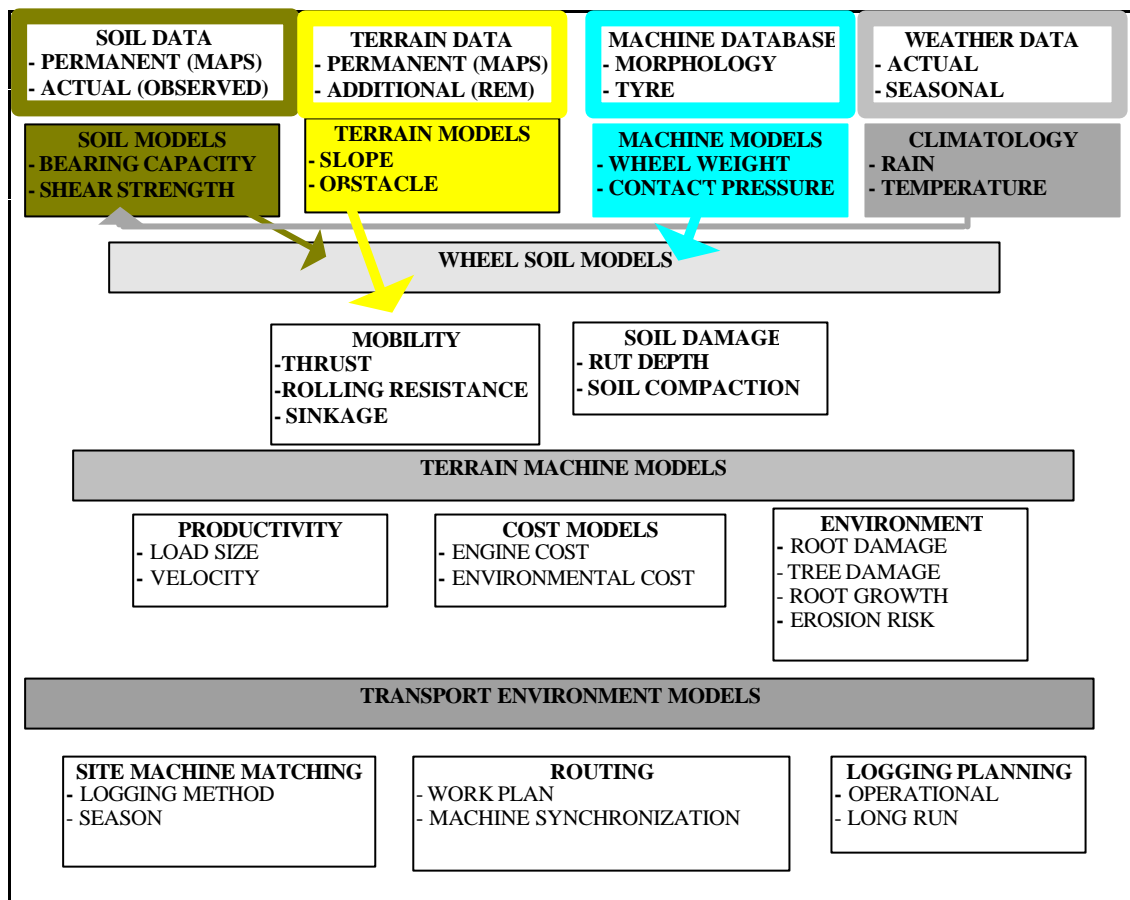 SOIL DATA
- PERMANENT (MAPS)
- ACTUAL (OBSERVED)
TERRAIN DATA
- PERMANENT (MAPS)
- ADDITIONAL (REM)
MACHINE DATABASE
- MORPHOLOGY
- TYRE
WEATHER DATA
- ACTUAL
- SEASONAL
SOIL MODELS
- BEARING CAPACITY
- SHEAR STRENGTH
TERRAIN MODELS
- SLOPE
- OBSTACLE
MACHINE MODELS
- WHEEL WEIGHT
- CONTACT PRESSURE
CLIMATOLOGY
- RAIN
- TEMPERATURE
WHEEL SOIL MODELS
MOBILITY
-THRUST
-ROLLING RESISTANCE
- SINKAGE
SOIL DAMAGE
- RUT DEPTH
- SOIL COMPACTION
TERRAIN MACHINE MODELS
PRODUCTIVITY
- LOAD SIZE
- VELOCITY
COST MODELS
- ENGINE COST
- ENVIRONMENTAL COST
ENVIRONMENT
- ROOT DAMAGE
- TREE DAMAGE
- ROOT GROWTH
- EROSION RISK
TRANSPORT ENVIRONMENT MODELS
SITE MACHINE MATCHING
- LOGGING METHOD
- SEASON
ROUTING
- WORK PLAN
- MACHINE SYNCHRONIZATION
LOGGING PLANNING
- OPERATIONAL
- LONG RUN